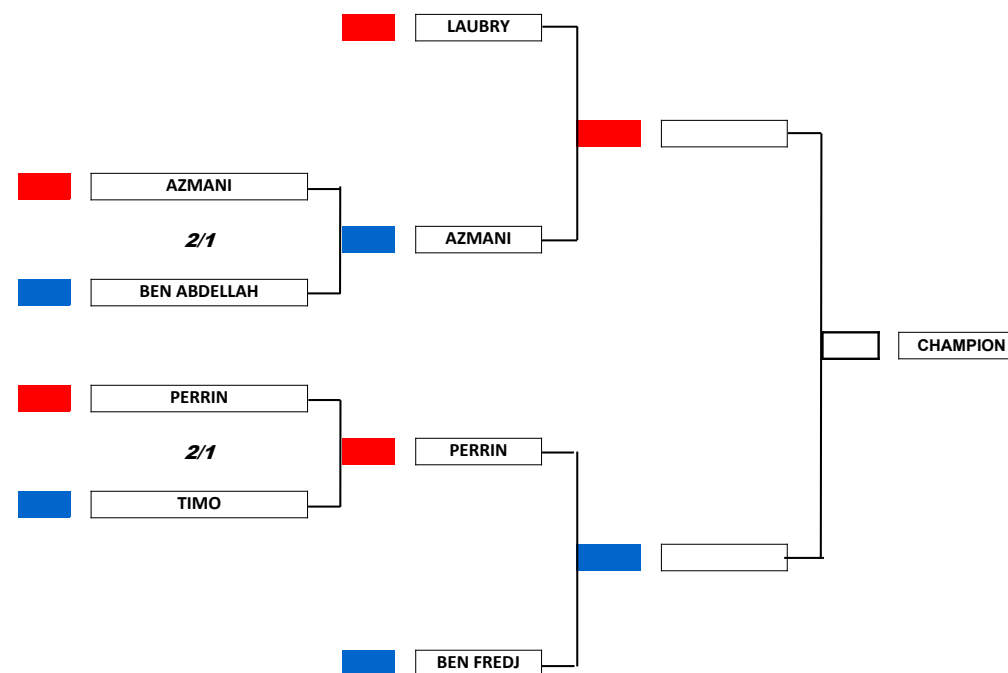 LAUBRY
AZMANI
2/1
AZMANI
BEN ABDELLAH
CHAMPION
PERRIN
2/1
PERRIN
TIMO
BEN FREDJ